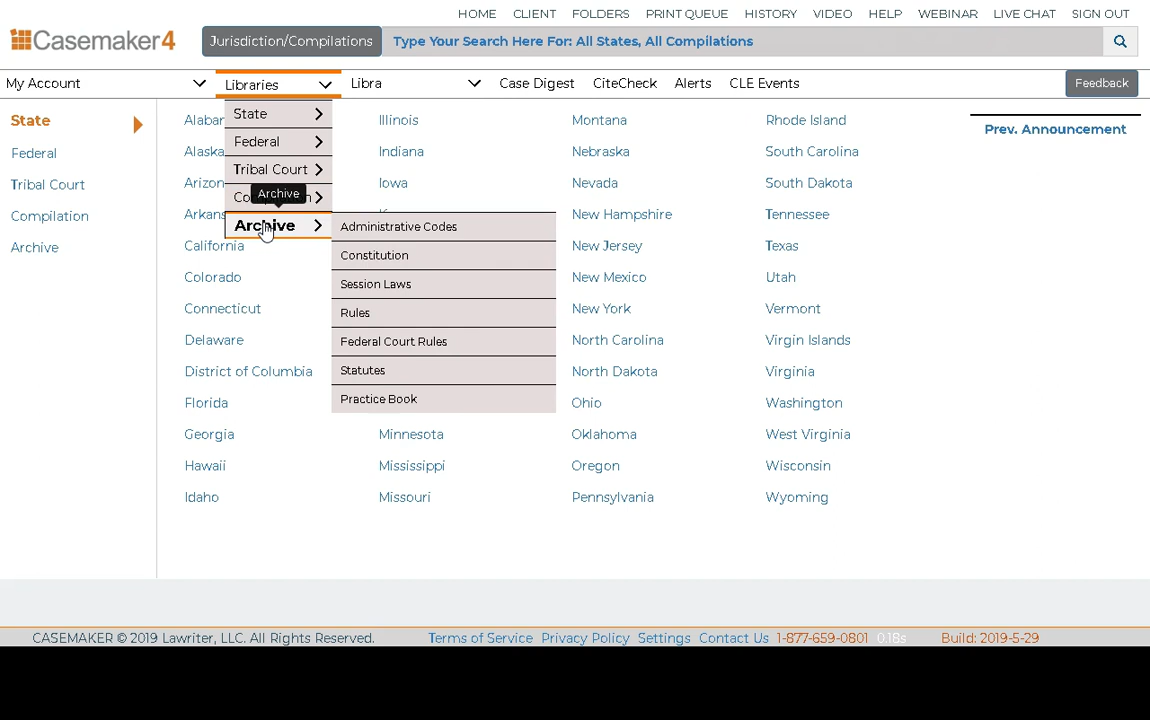 HOME CLIENT FOLDERS PRINT QUEUE HISTORY VIDEO HELP WEBINAR LIVE CHAT SIGN OUT
Casemaker4
Jurisdiction/Compilations
Type Your Search Here For: All States, All Compilations
My Account
Libraries
Libra
Case Digest
CiteCheck
Alerts
CLE Events
Feedback
State
Federal
Tribal Court
Archive
Archive
Administrative Codes
Constitution
Session Laws
Rules
Federal Court Rules
Statutes
Practice Book
State
Federal
Tribal Court
Compilation
Archive
Alabar
Alaska
Arizon
Arkans
California
Colorado
Connecticut
Delaware
District of Columbia
Florida
Georgia
Hawaii
Idaho
Illinois
Indiana
Iowa
Minnesota
Mississippi
Missouri
Montana
Nebraska
Nevada
New Hampshire
New Jersey
New Mexico
New York
North Carolina
North Dakota
Ohio
Oklahoma
Oregon
Pennsylvania
Rhode Island
South Carolina
South Dakota
Tennessee
Texas
Utah
Vermont
Virgin Islands
Virginia
Washington
West Virginia
Wisconsin
Wyoming
Prev. Announcement
CASEMAKER © 2019 Lawriter, LLC. All Rights Reserved. Terms of Service Privacy Policy Settings Contact Us 1-877-659-0801 0.18s Build: 2019-5-29